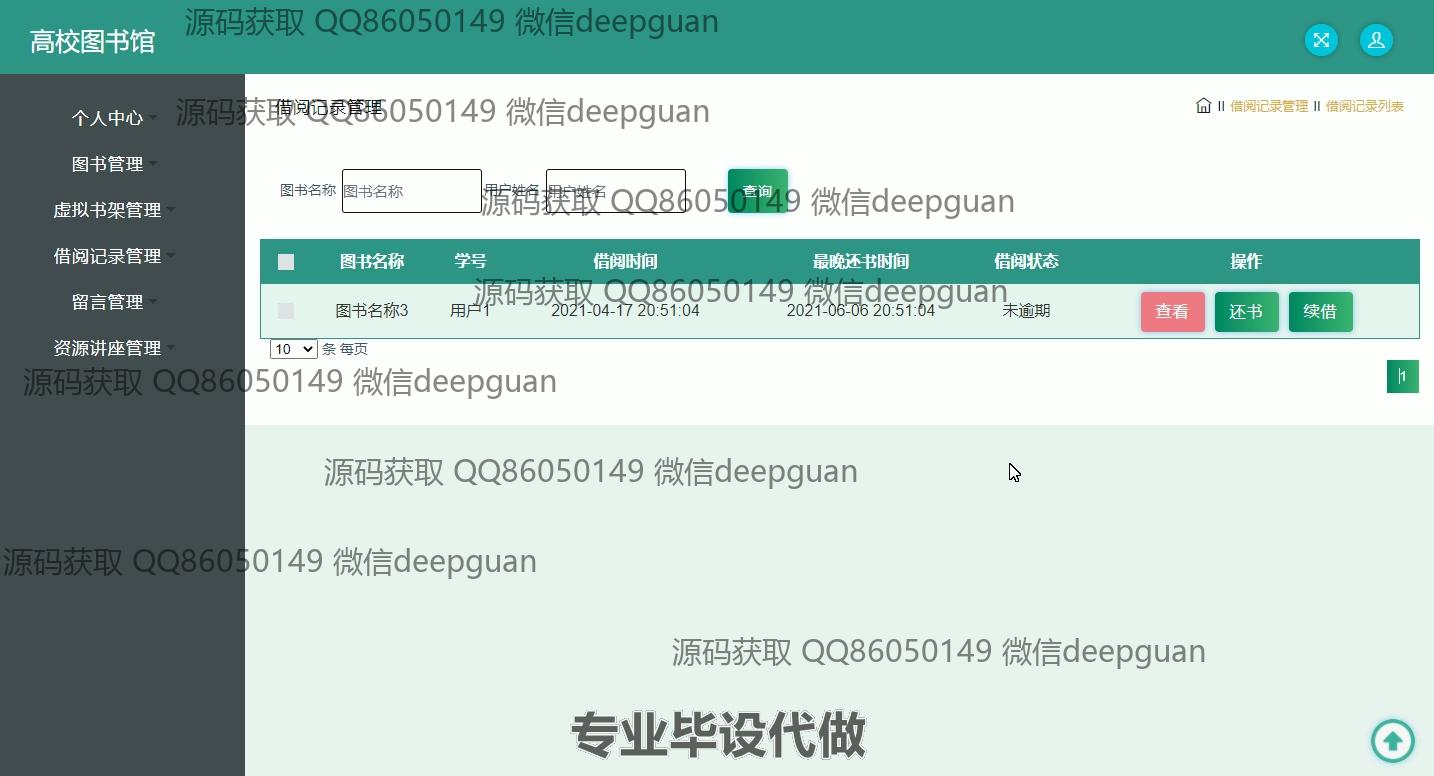 高校图书馆
源码获取 QQ86050149 微信deepguan
个人中心
图书管理
虚拟书架管理
借阅记录管理
留言管理
资源讲座管理
借阅记录管理
源码获取 QQ86050149 微信deepguan
借阅记录管理 借阅记录列表
图书名称 图书名称 用户姓名 用户姓名 查询
源码获取 QQ86050149 微信deepguan
图书名称 学号 借阅时间 最晚还书时间 借阅状态 操作
源码获取 QQ86050149 微信deepguan
图书名称3 用户1 2021-04-17 20:51:04 2021-06-06 20:51:04 未逾期 查看 还书 续借
10 条 每页
1
源码获取 QQ86050149 微信deepguan
源码获取 QQ86050149 微信deepguan
源码获取 QQ86050149 微信deepguan
源码获取 QQ86050149 微信deepguan
专业毕设代做